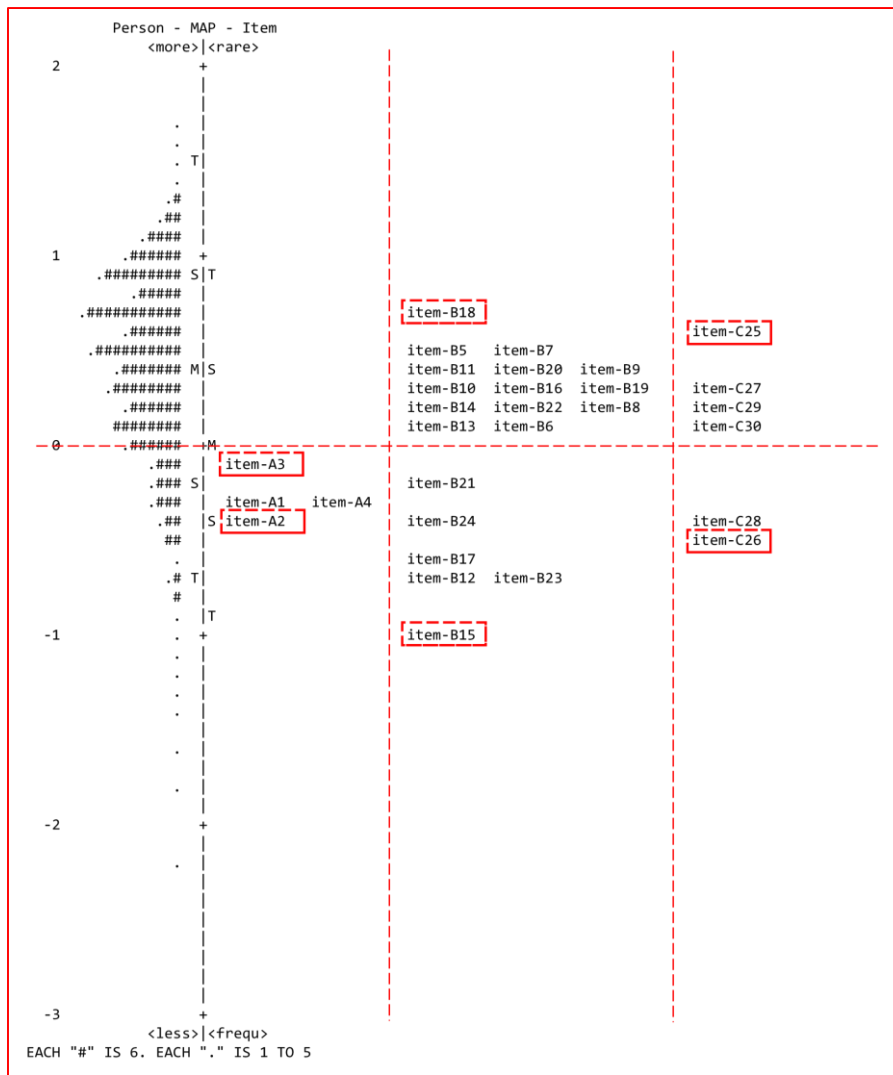 Person - MAP - Item
<more>|<rare>
2 +
|
|
. |
. |
. T|
. |
.# |
.## |
.#### |
1 .###### +
.######### S|T
.##### |
.########### | item-B18
.###### | item-C25
.########## | item-B5 item-B7
.####### M|S item-B11 item-B20 item-B9
.######## | item-B10 item-B16 item-B19 item-C27
.###### | item-B14 item-B22 item-B8 item-C29
######## | item-B13 item-B6 item-C30
0 .###### +M
.### | item-A3
.### S| item-B21
.### | item-A1 item-A4
.## |S item-A2 item-B24 item-C28
## | item-C26
. | item-B17
.# T| item-B12 item-B23
# |
. |T
-1 . + item-B15
. |
. |
. |
. |
|
. |
|
. |
|
-2 +
|
. |
|
|
|
|
|
|
|
-3 +
<less>|<frequ>
EACH "#" IS 6. EACH "." IS 1 TO 5